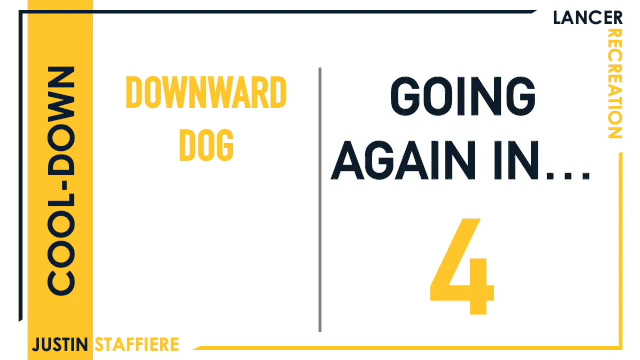 LANCER
RECREATION
COOL-DOWN
DOWNWARD
DOG
GOING
AGAIN IN...
4
JUSTIN STAFFIERE